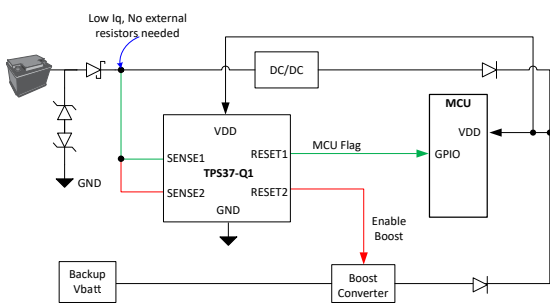 Low Iq, No external
resistors needed
DC/DC
MCU
VDD
VDD
SENSE1
RESET1
MCU Flag
GPIO
TPS37-Q1
SENSE2
RESET2
GND
GND
Enable
Boost
Backup
Vbatt
Boost
Converter